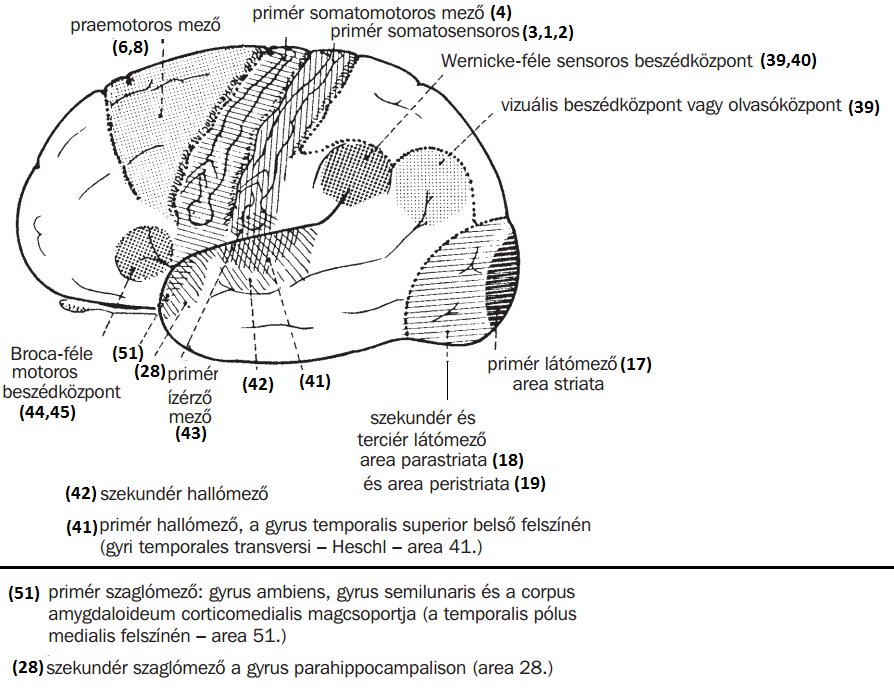 primér somatomotoros mező (4)
praemotoros mező
(6,8)
primér somatosensoros (3,1,2)
Wernicke-féle sensoros beszédközpont (39,40)
vizuális beszédközpont vagy olvasóközpont (39)
Broca-féle
motoros
beszédközpont
(44,45)
(51)
(28) primér
ízérző
mező
(43)
(42)
(41)
primér látómező (17)
area striata
szekundér és
terciér látómező
area parastriata (18)
és area peristriata (19)
(42) szekundér hallómező
(41) primér hallómező, a gyrus temporalis superior belső felszínén
(gyri temporales transversi – Heschl – area 41.)
(51) primér szaglómező: gyrus ambiens, gyrus semilunaris és a corpus
amygdaloideum corticomedialis magcsoportja (a temporalis pólus
medialis felszínén – area 51.)
(28) szekundér szaglómező a gyrus parahippocampalison (area 28.)